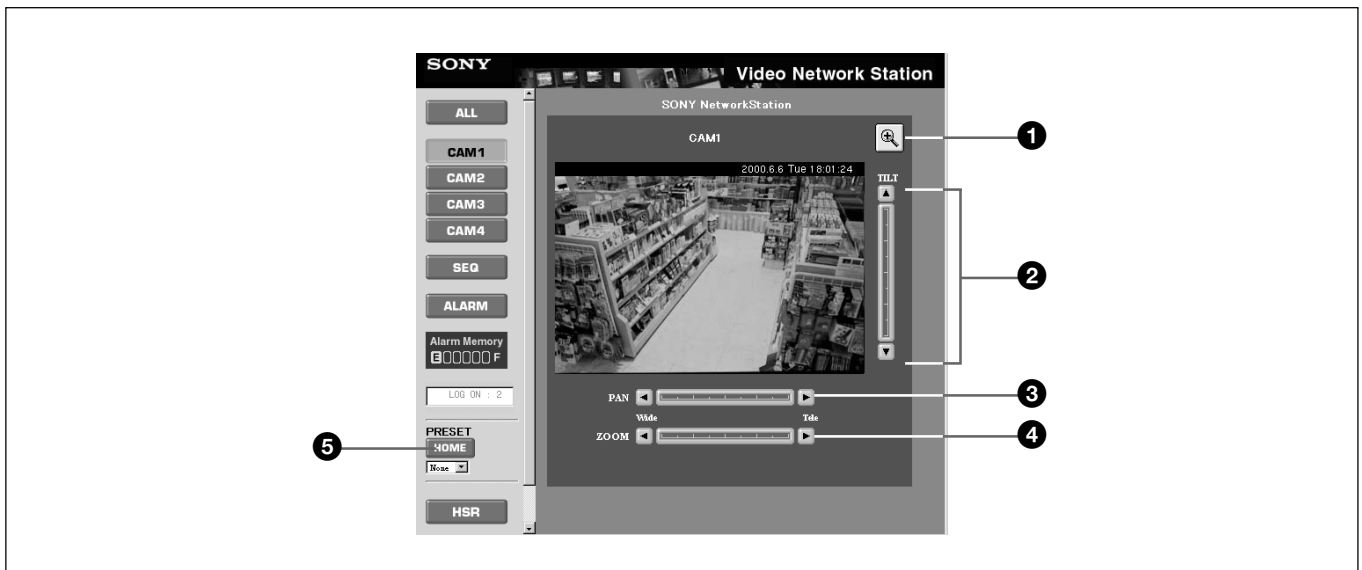 SONY
Video Network Station
ALL
CAM1
CAM2
CAM3
CAM4
SEQ
ALARM
Alarm Memory
E F
LOG ON : 2
PRESET
HOME
None
HSR
SONY NetworkStation
CAM1
2000.6.6 Tue 18:01:24
TILT
PAN
Wide Tele
ZOOM
1
2
3
4
5